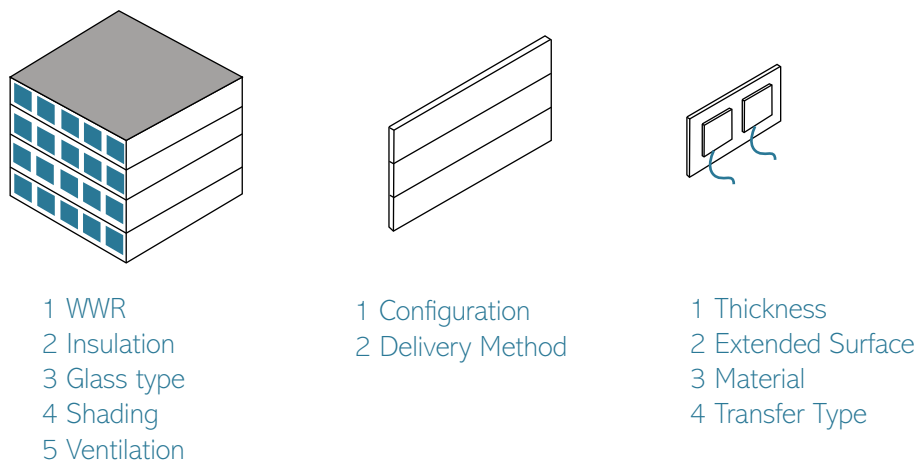 1 WWR
2 Insulation
3 Glass type
4 Shading
5 Ventilation
1 Configuration
2 Delivery Method
1 Thickness
2 Extended Surface
3 Material
4 Transfer Type